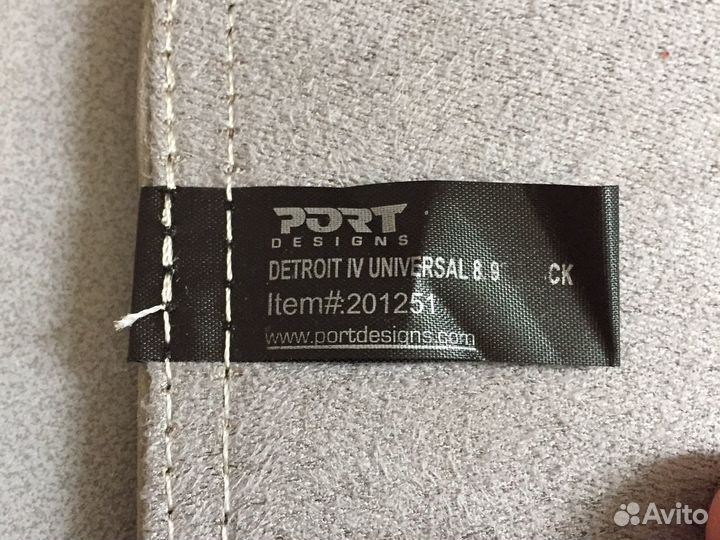 PORT
DESIGNS
DETROIT IV UNIVERSAL 8.9 CK
Item#:201251
www.portdesigns.com
Avito